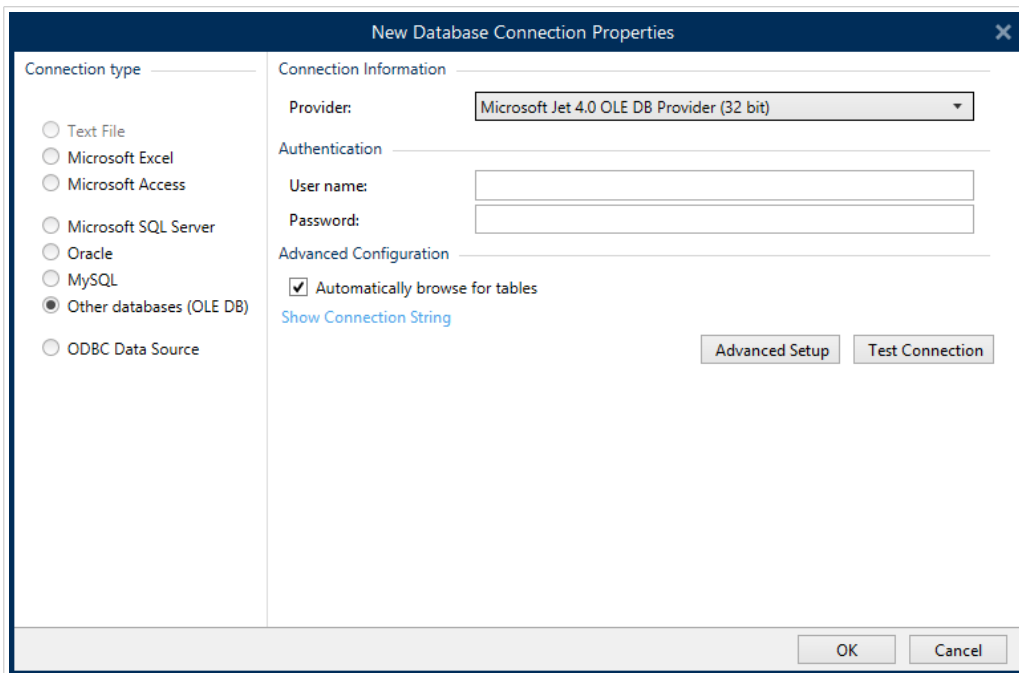 New Database Connection Properties
Connection type
Text File
Microsoft Excel
Microsoft Access
Microsoft SQL Server
Oracle
MySQL
Other databases (OLE DB)
ODBC Data Source
Connection Information
Provider: Microsoft Jet 4.0 OLE DB Provider (32 bit)
Authentication
User name:
Password:
Advanced Configuration
Automatically browse for tables
Show Connection String
Advanced Setup Test Connection
OK Cancel